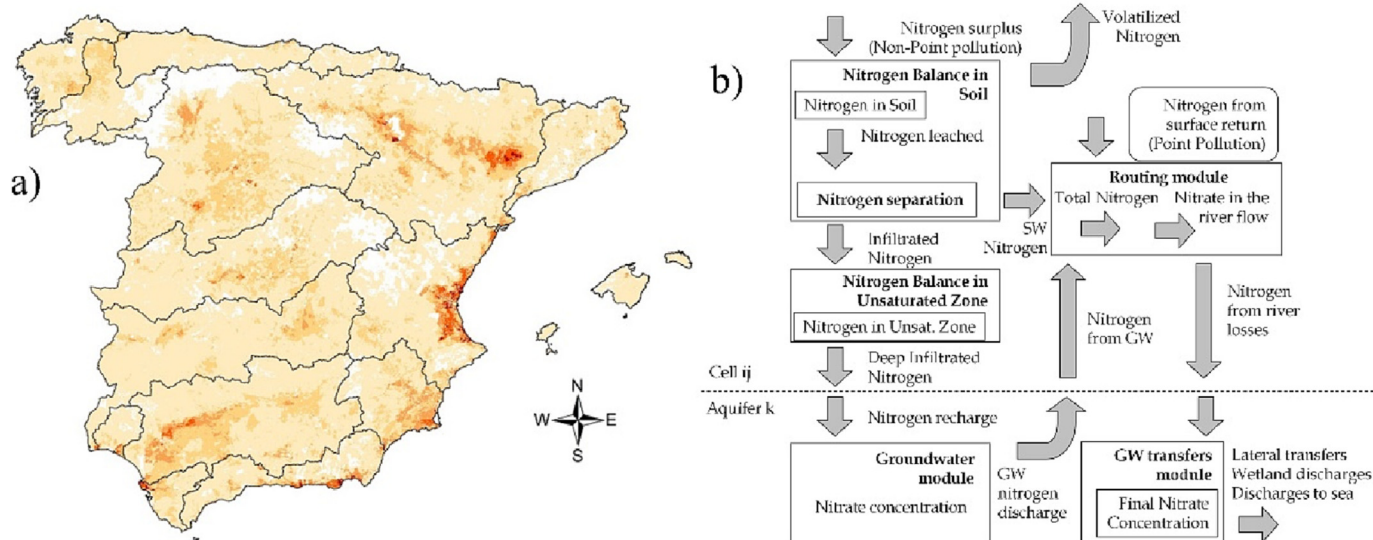 a)
N
W
E
S
b)
Nitrogen surplus
(Non-Point pollution)
Volatilized
Nitrogen
Nitrogen Balance in
Soil
Nitrogen in Soil
Nitrogen leached
Nitrogen separation
Nitrogen from
surface return
(Point Pollution)
Routing module
Total Nitrogen
Nitrate in the
river flow
SW
Nitrogen
Infiltrated
Nitrogen
Nitrogen Balance in
Unsaturated Zone
Nitrogen in Unsat. Zone
Nitrogen
from GW
Nitrogen
from river
losses
Deep Infiltrated
Nitrogen
Cell ij
Aquifer k
Nitrogen recharge
Groundwater
module
Nitrate concentration
GW
nitrogen
discharge
GW transfers
module
Final Nitrate
Concentration
Lateral transfers
Wetland discharges
Discharges to sea